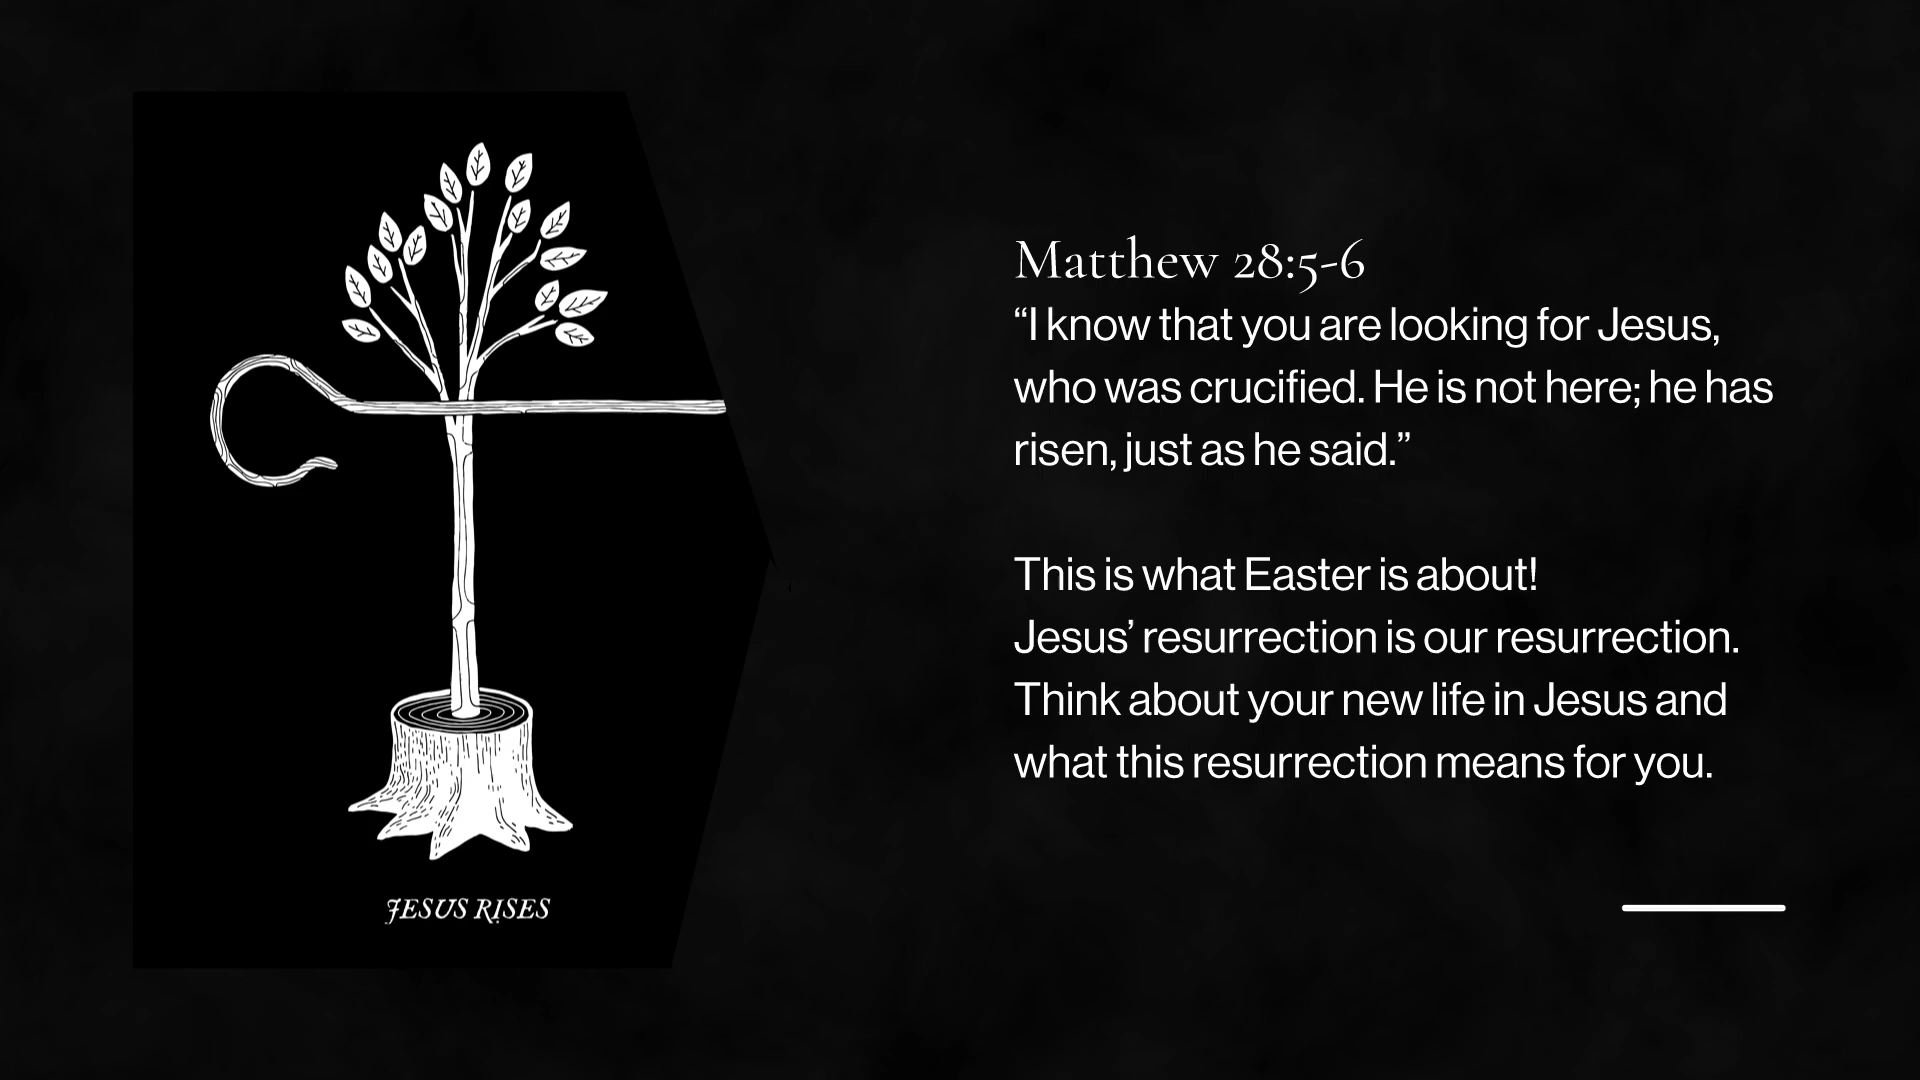 JESUS RISES
Matthew 28:5-6
“I know that you are looking for Jesus,
who was crucified. He is not here; he has
risen, just as he said.”
This is what Easter is about!
Jesus’ resurrection is our resurrection.
Think about your new life in Jesus and
what this resurrection means for you.